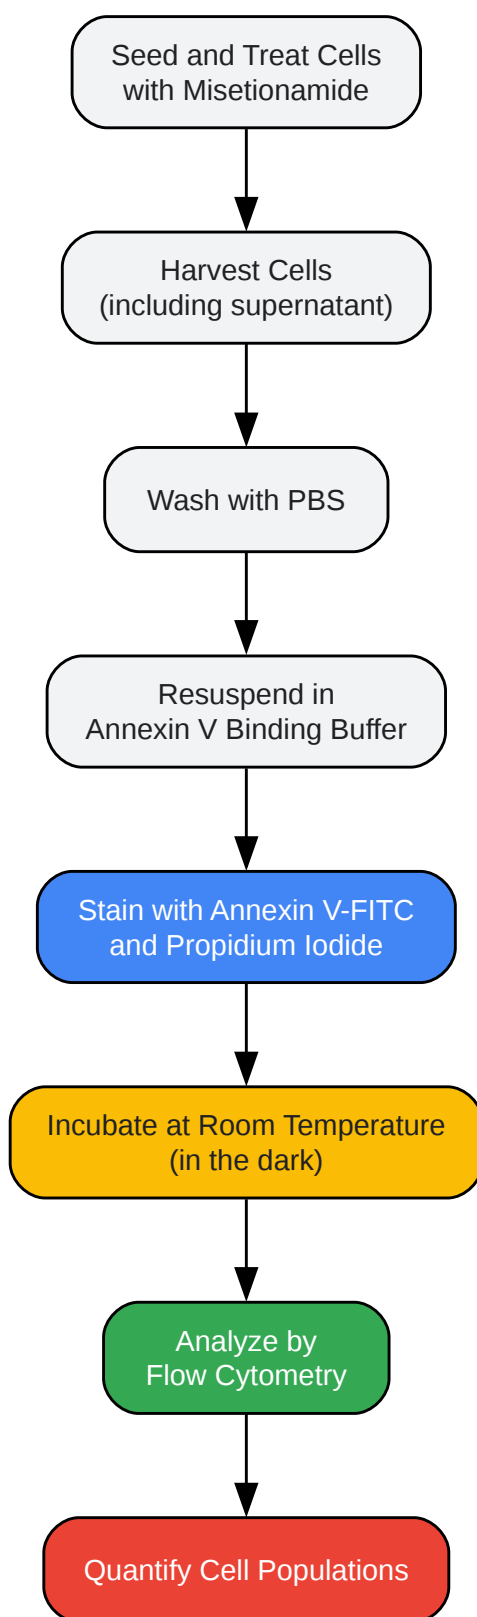 Seed and Treat Cells
with Misetionamide
Harvest Cells
(including supernatant)
Wash with PBS
Resuspend in
Annexin V Binding Buffer
Stain with Annexin V-FITC
and Propidium Iodide
Incubate at Room Temperature
(in the dark)
Analyze by
Flow Cytometry
Quantify Cell Populations